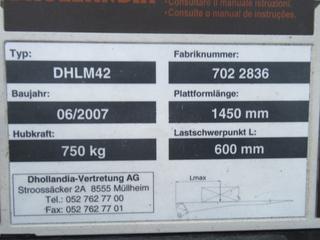 DHOLLANDIA
•Consultare il manuale istruzioni.
•Consultar o manual de instruções.
Typ: Fabriknummer:
DHLM42 702 2836
Baujahr: Plattformlänge:
06/2007 1450 mm
Hubkraft: Lastschwerpunkt L:
750 kg 600 mm
Dhollandia-Vertretung AG
Stroossäcker 2A 8555 Müllheim
Tel.: 052 762 77 00
Fax: 052 762 77 01
Lmax